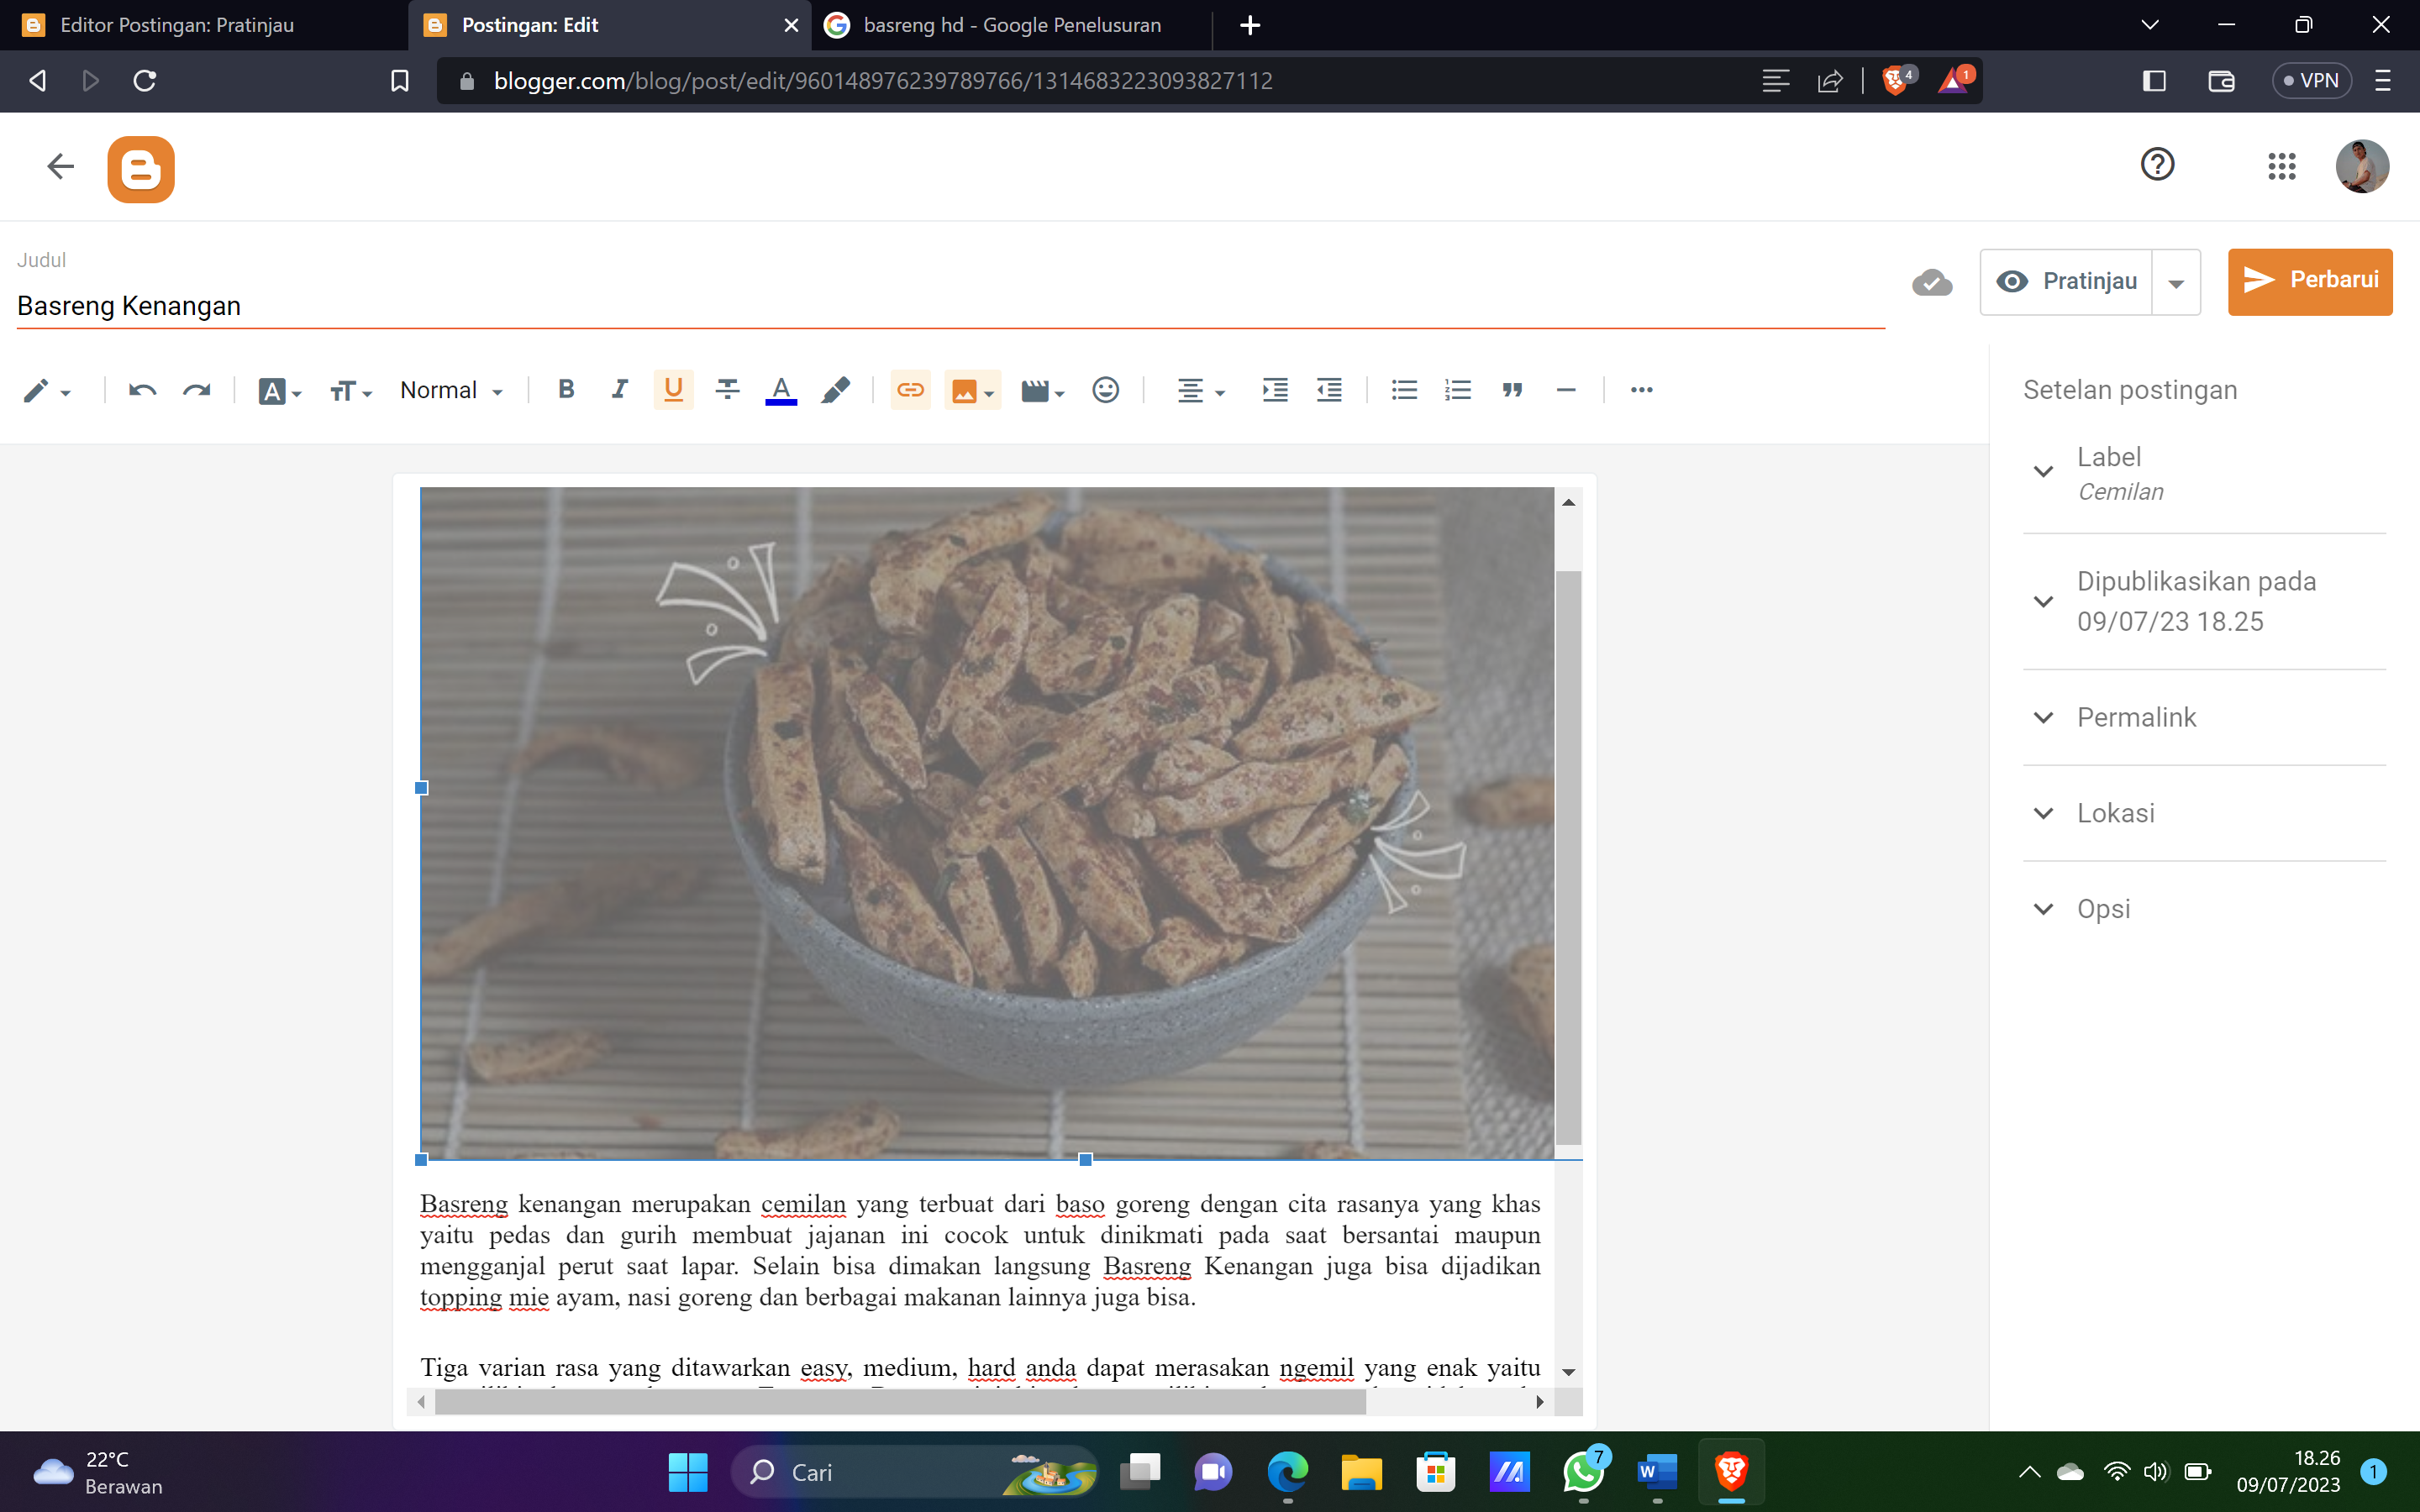 Editor Postingan: Pratinjau
Postingan: Edit
basreng hd - Google Penelusuran
blogger.com/blog/post/edit/960148976239789766/1314683223093827112
4
1
VPN
Judul
Basreng Kenangan
Pratinjau
Perbarui
Normal
Setelan postingan
Label
Cemilan
Dipublikasikan pada
09/07/23 18.25
Permalink
Lokasi
Opsi
Basreng kenangan merupakan cemilan yang terbuat dari baso goreng dengan cita rasanya yang khas
yaitu pedas dan gurih membuat jajanan ini cocok untuk dinikmati pada saat bersantai maupun
mengganjal perut saat lapar. Selain bisa dimakan langsung Basreng Kenangan juga bisa dijadikan
topping mie ayam, nasi goreng dan berbagai makanan lainnya juga bisa.
Tiga varian rasa yang ditawarkan easy, medium, hard anda dapat merasakan ngemil yang enak yaitu
22°C
Berawan
Cari
7
18.26
09/07/2023
1